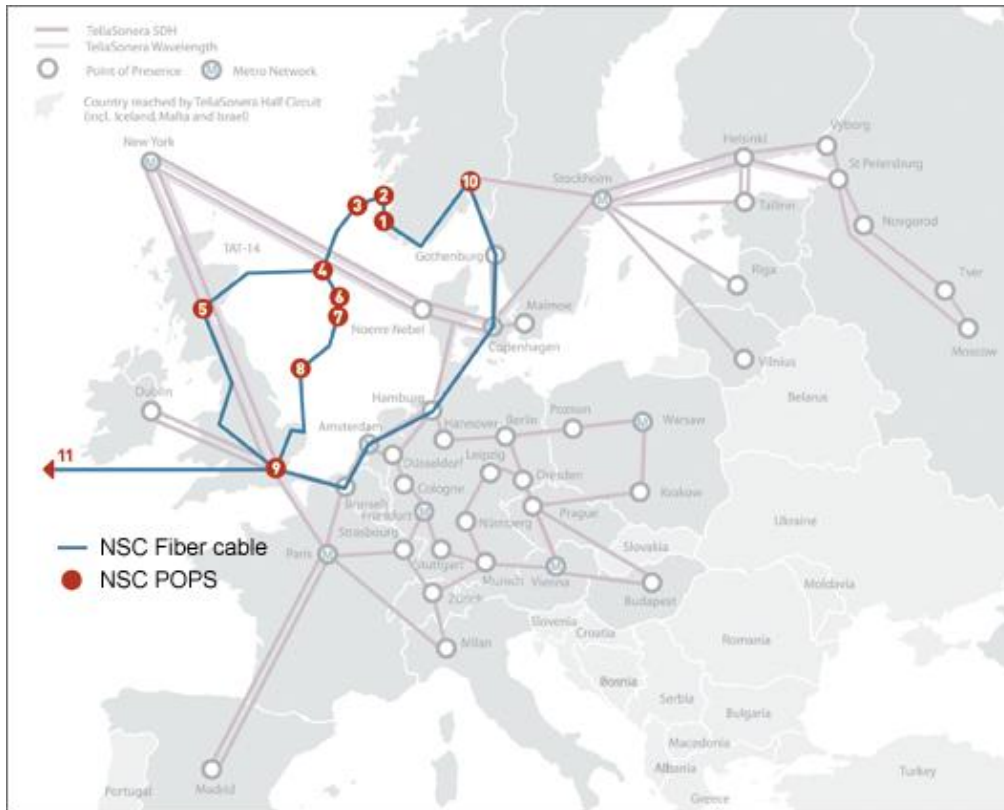 TeliaSonera SDH
TeliaSonera Wavelength
Point of Presence
M Metro Network
Country reached by TeliaSonera Half Circuit
(incl. Iceland, Malta and Israel)
New York
M
Helsinki
Vyborg
10
Stockholm
M
St Petersburg
2
3
1
Tallinn
Novgorod
TAT-14
Gothenburg
4
Riga
Tver
6
5
7
Noerre Nebel
Malmoe
Copenhagen
Moscow
Vilnius
8
Dublin
Hamburg
Belarus
Hannover
Berlin
Poznan
M
Warsaw
Amsterdam
Leipzig
11
9
Düsseldorf
Dresden
Cologne
Krakow
Brussels
Frankfurt
M
Prague
Ukraine
Strasbourg
Nürnberg
NSC Fiber cable
Paris
M
Slovakia
Stuttgart
NSC POPS
Munich
M
Vienna
Moldavia
Zürich
Budapest
Slovenia
Croatia
Romania
Milan
Bosnia
Serbia
Bulgaria
Macedonia
Albania
Turkey
Portugal
Madrid
Greece